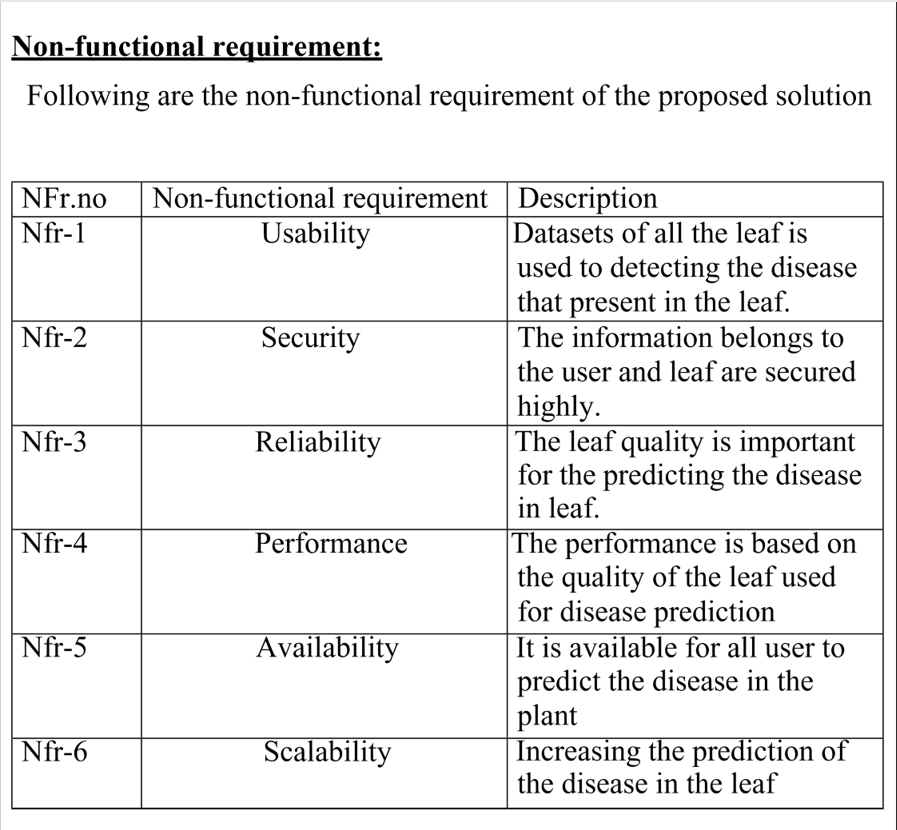 Non-functional requirement:
Following are the non-functional requirement of the proposed solution
NFr.no Non-functional requirement Description
Nfr-1 Usability Datasets of all the leaf is
used to detecting the disease
that present in the leaf.
Nfr-2 Security The information belongs to
the user and leaf are secured
highly.
Nfr-3 Reliability The leaf quality is important
for the predicting the disease
in leaf.
Nfr-4 Performance The performance is based on
the quality of the leaf used
for disease prediction
Nfr-5 Availability It is available for all user to
predict the disease in the
plant
Nfr-6 Scalability Increasing the prediction of
the disease in the leaf